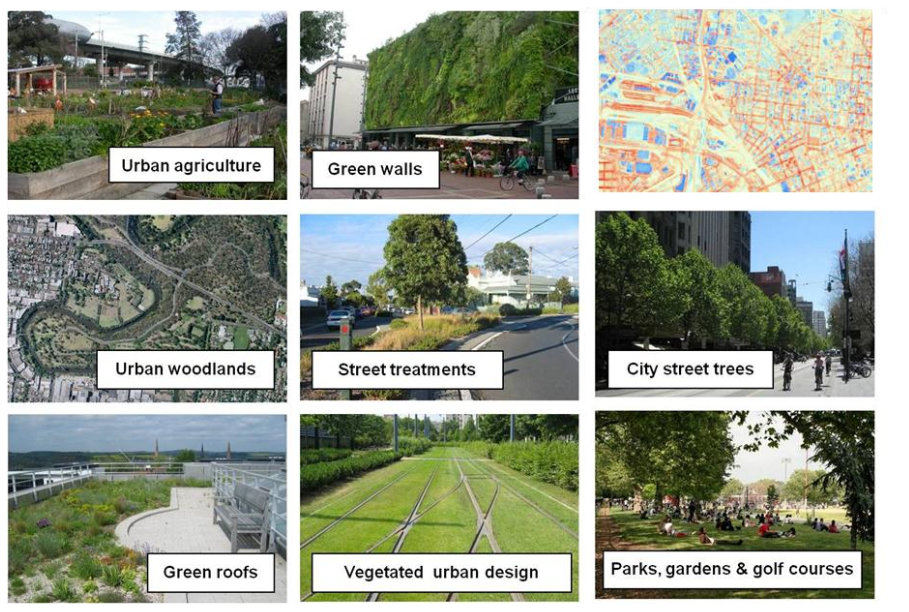 Urban agriculture
Green walls
Urban woodlands
Street treatments
City street trees
Green roofs
Vegetated urban design
Parks, gardens & golf courses